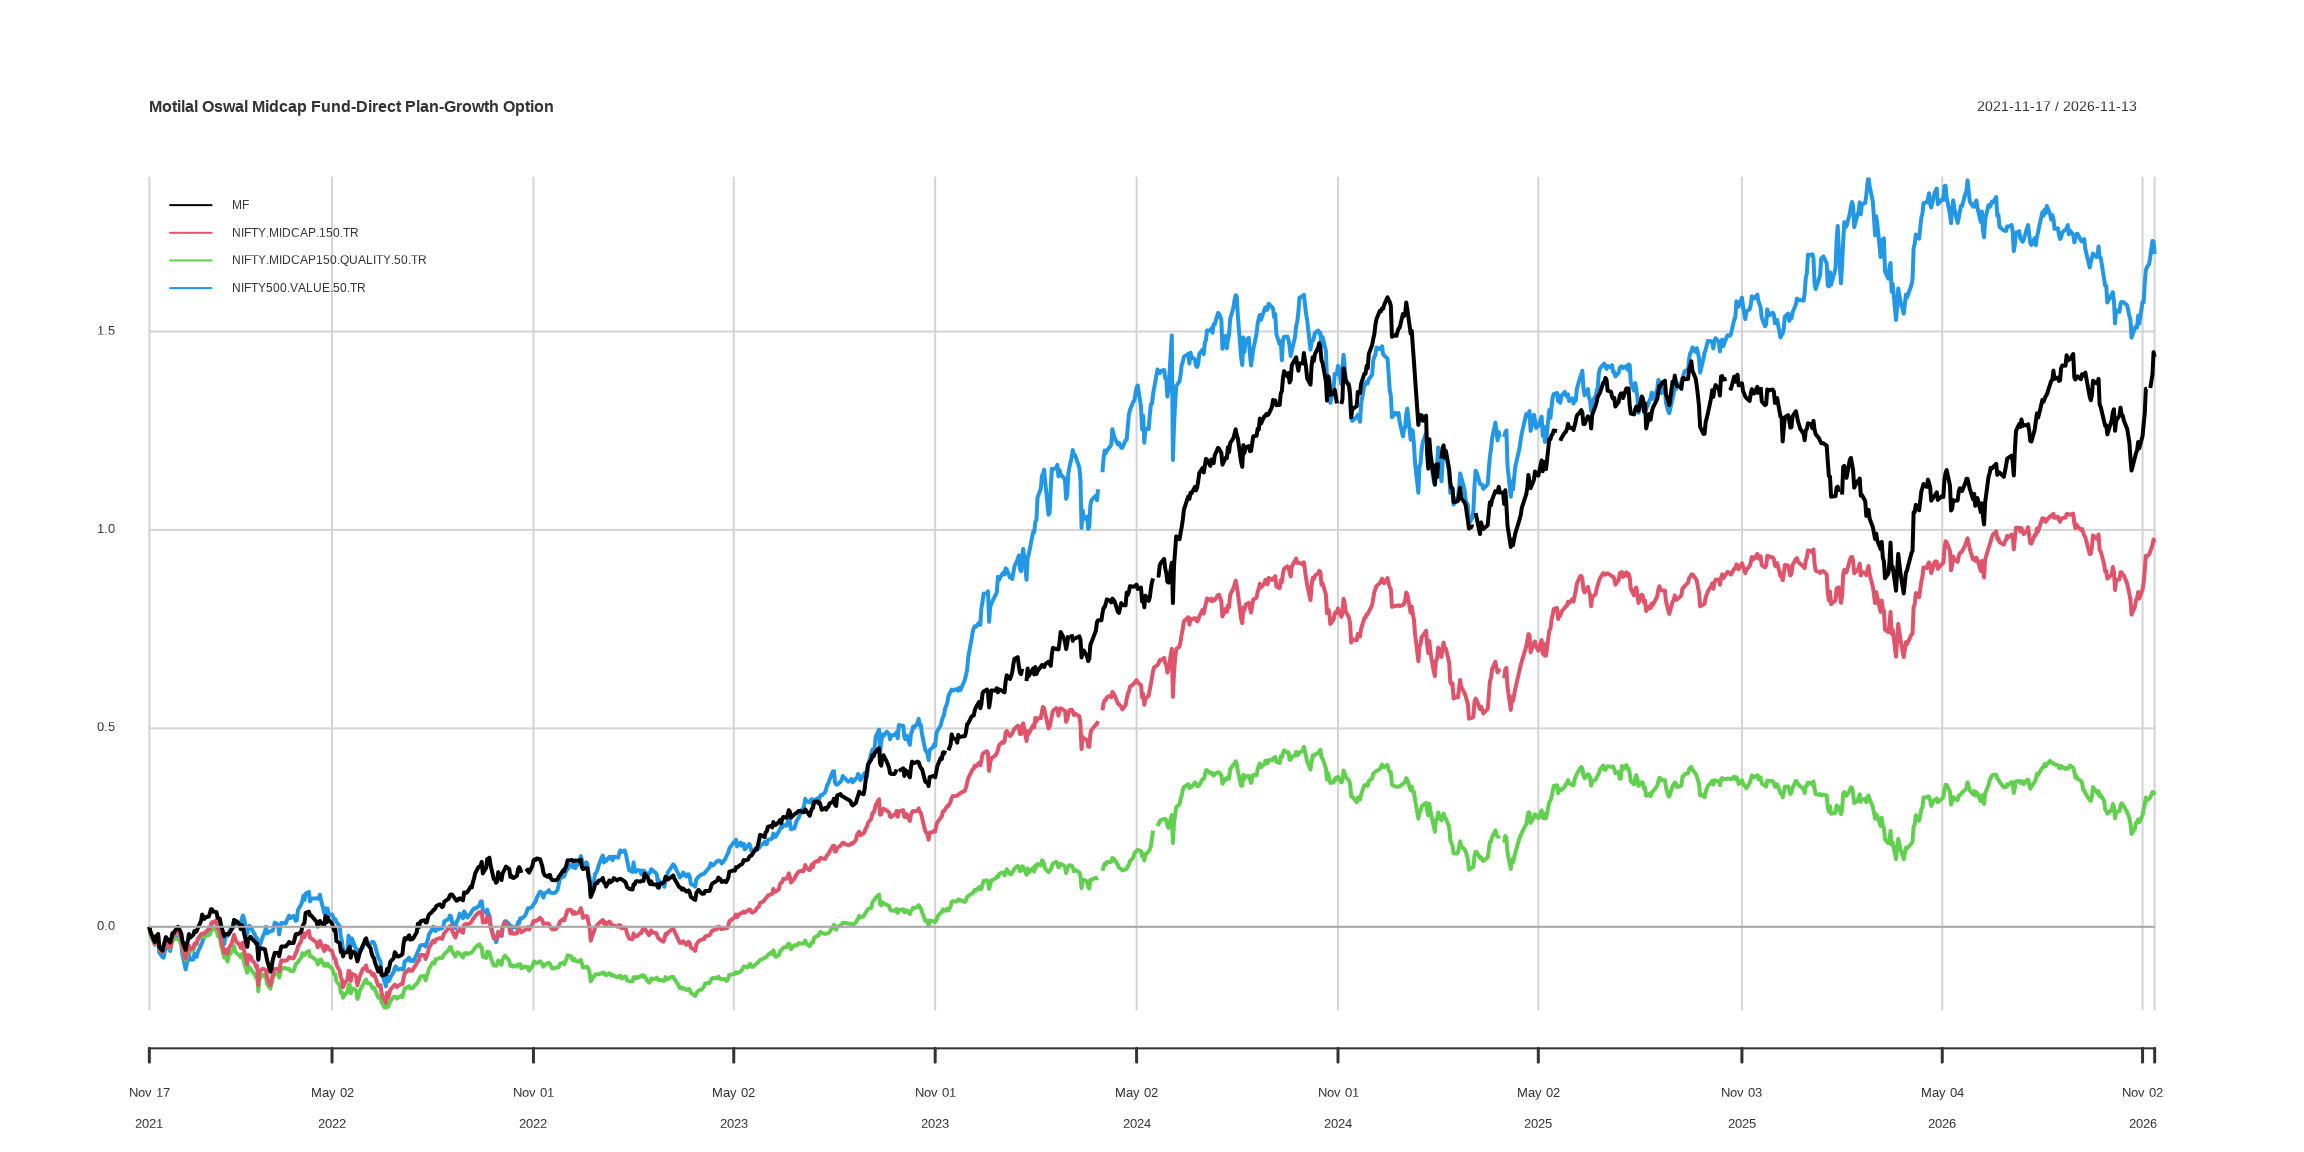 Motilal Oswal Midcap Fund-Direct Plan-Growth Option
2021-11-17 / 2026-11-13
MF
NIFTY.MIDCAP.150.TR
NIFTY.MIDCAP150.QUALITY.50.TR
NIFTY500.VALUE.50.TR
1.5
1.0
0.5
0.0
Nov 17 May 02 Nov 01 May 02 Nov 01 May 02 Nov 01 May 02 Nov 03 May 04 Nov 02
2021 2022 2022 2023 2023 2024 2024 2025 2025 2026 2026